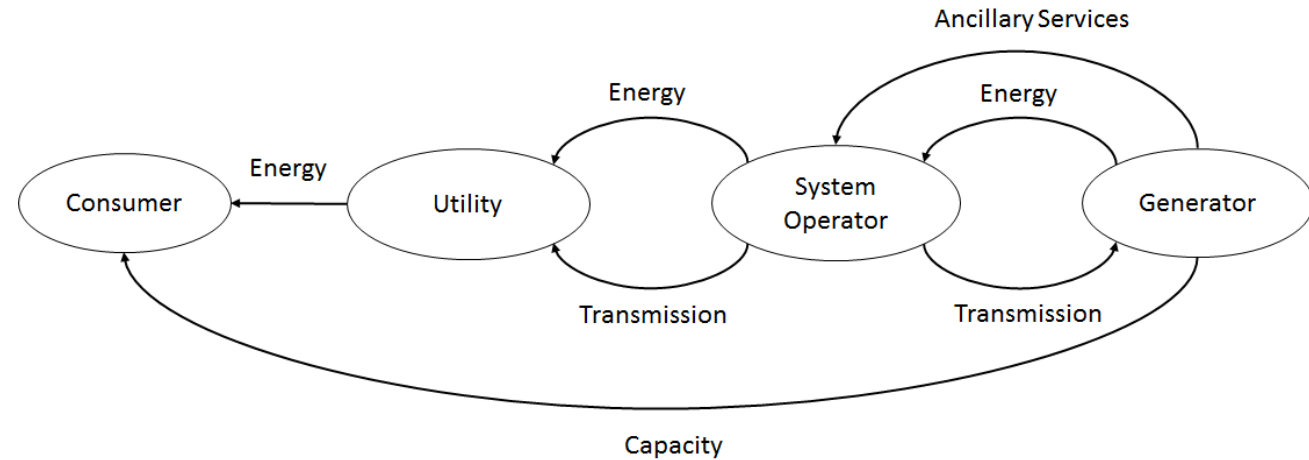 Ancillary Services
Energy
Energy
Energy
Consumer
Utility
System
Operator
Generator
Transmission
Transmission
Capacity